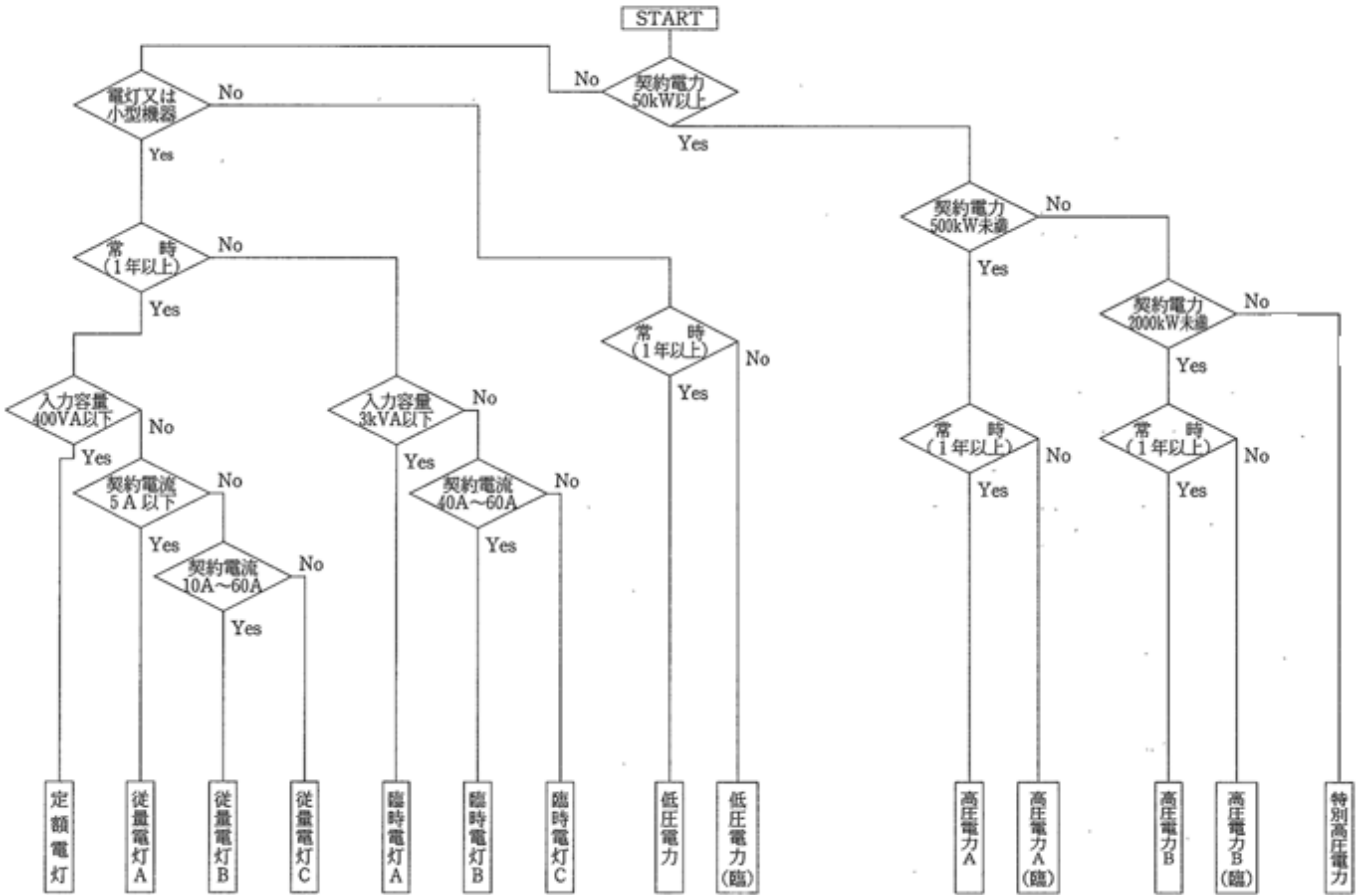 START
No
契約電力
50kW以上
Yes
電灯又は
小型機器
No
Yes
契約電力
500kW未満
No
Yes
常時
(1年以上)
No
Yes
契約電力
2000kW未満
No
Yes
常時
(1年以上)
No
Yes
入力容量
400VA以下
No
Yes
入力容量
3kVA以下
No
Yes
常時
(1年以上)
No
Yes
常時
(1年以上)
No
Yes
契約電流
5A以下
No
Yes
契約電流
40A～60A
No
Yes
契約電流
10A～60A
No
Yes
定額電灯
従量電灯A
従量電灯B
従量電灯C
臨時電灯A
臨時電灯B
臨時電灯C
低圧電力
低圧電力(臨)
高圧電力A
高圧電力A(臨)
高圧電力B
高圧電力B(臨)
特別高圧電力